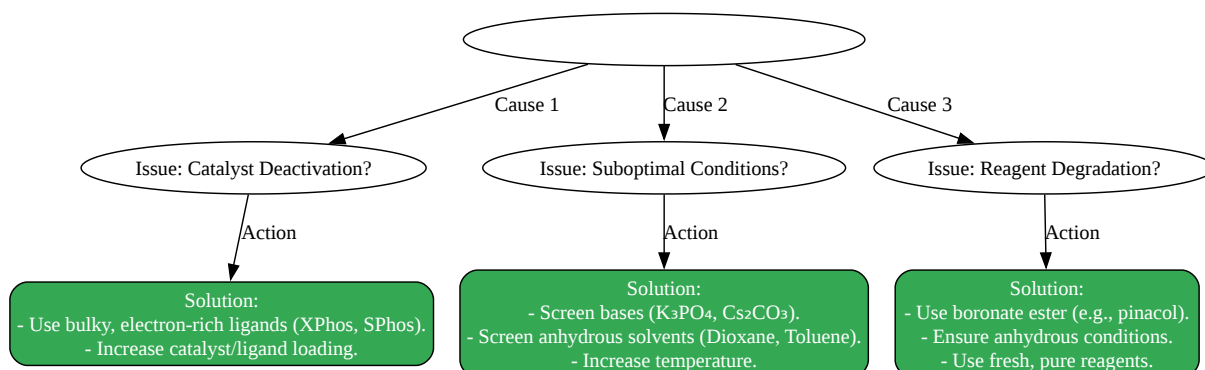 Cause 1
Cause 2
Cause 3
Issue: Catalyst Deactivation?
Issue: Suboptimal Conditions?
Issue: Reagent Degradation?
Action
Action
Action
Solution:
- Use bulky, electron-rich ligands (XPhos, SPhos).
- Increase catalyst/ligand loading.
Solution:
- Screen bases (K₃PO₄, Cs₂CO₃).
- Screen anhydrous solvents (Dioxane, Toluene).
- Increase temperature.
Solution:
- Use boronate ester (e.g., pinacol).
- Ensure anhydrous conditions.
- Use fresh, pure reagents.